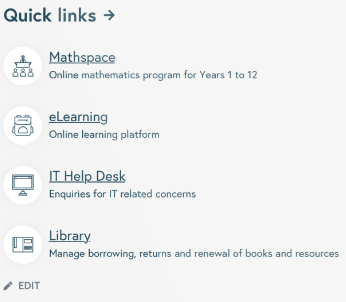 Quick links →
Mathspace
Online mathematics program for Years 1 to 12
eLearning
Online learning platform
IT Help Desk
Enquiries for IT related concerns
Library
Manage borrowing, returns and renewal of books and resources
EDIT